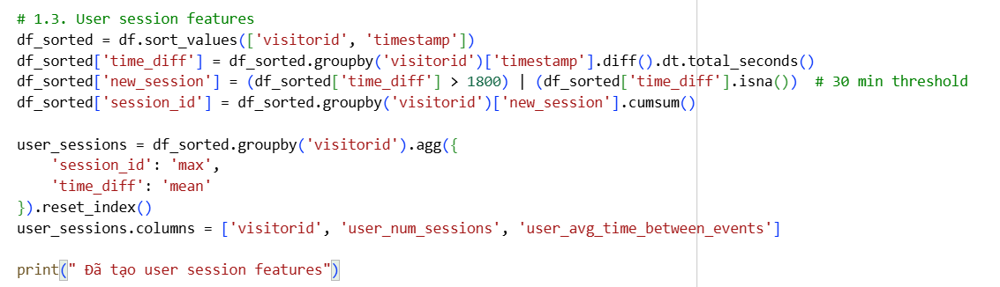 # 1.3. User session features
df_sorted = df.sort_values(['visitorid', 'timestamp'])
df_sorted['time_diff'] = df_sorted.groupby('visitorid')['timestamp'].diff().dt.total_seconds()
df_sorted['new_session'] = (df_sorted['time_diff'] > 1800) | (df_sorted['time_diff'].isna())  # 30 min threshold
df_sorted['session_id'] = df_sorted.groupby('visitorid')['new_session'].cumsum()

user_sessions = df_sorted.groupby('visitorid').agg({
    'session_id': 'max',
    'time_diff': 'mean'
}).reset_index()
user_sessions.columns = ['visitorid', 'user_num_sessions', 'user_avg_time_between_events']

print(" Đã tạo user session features")